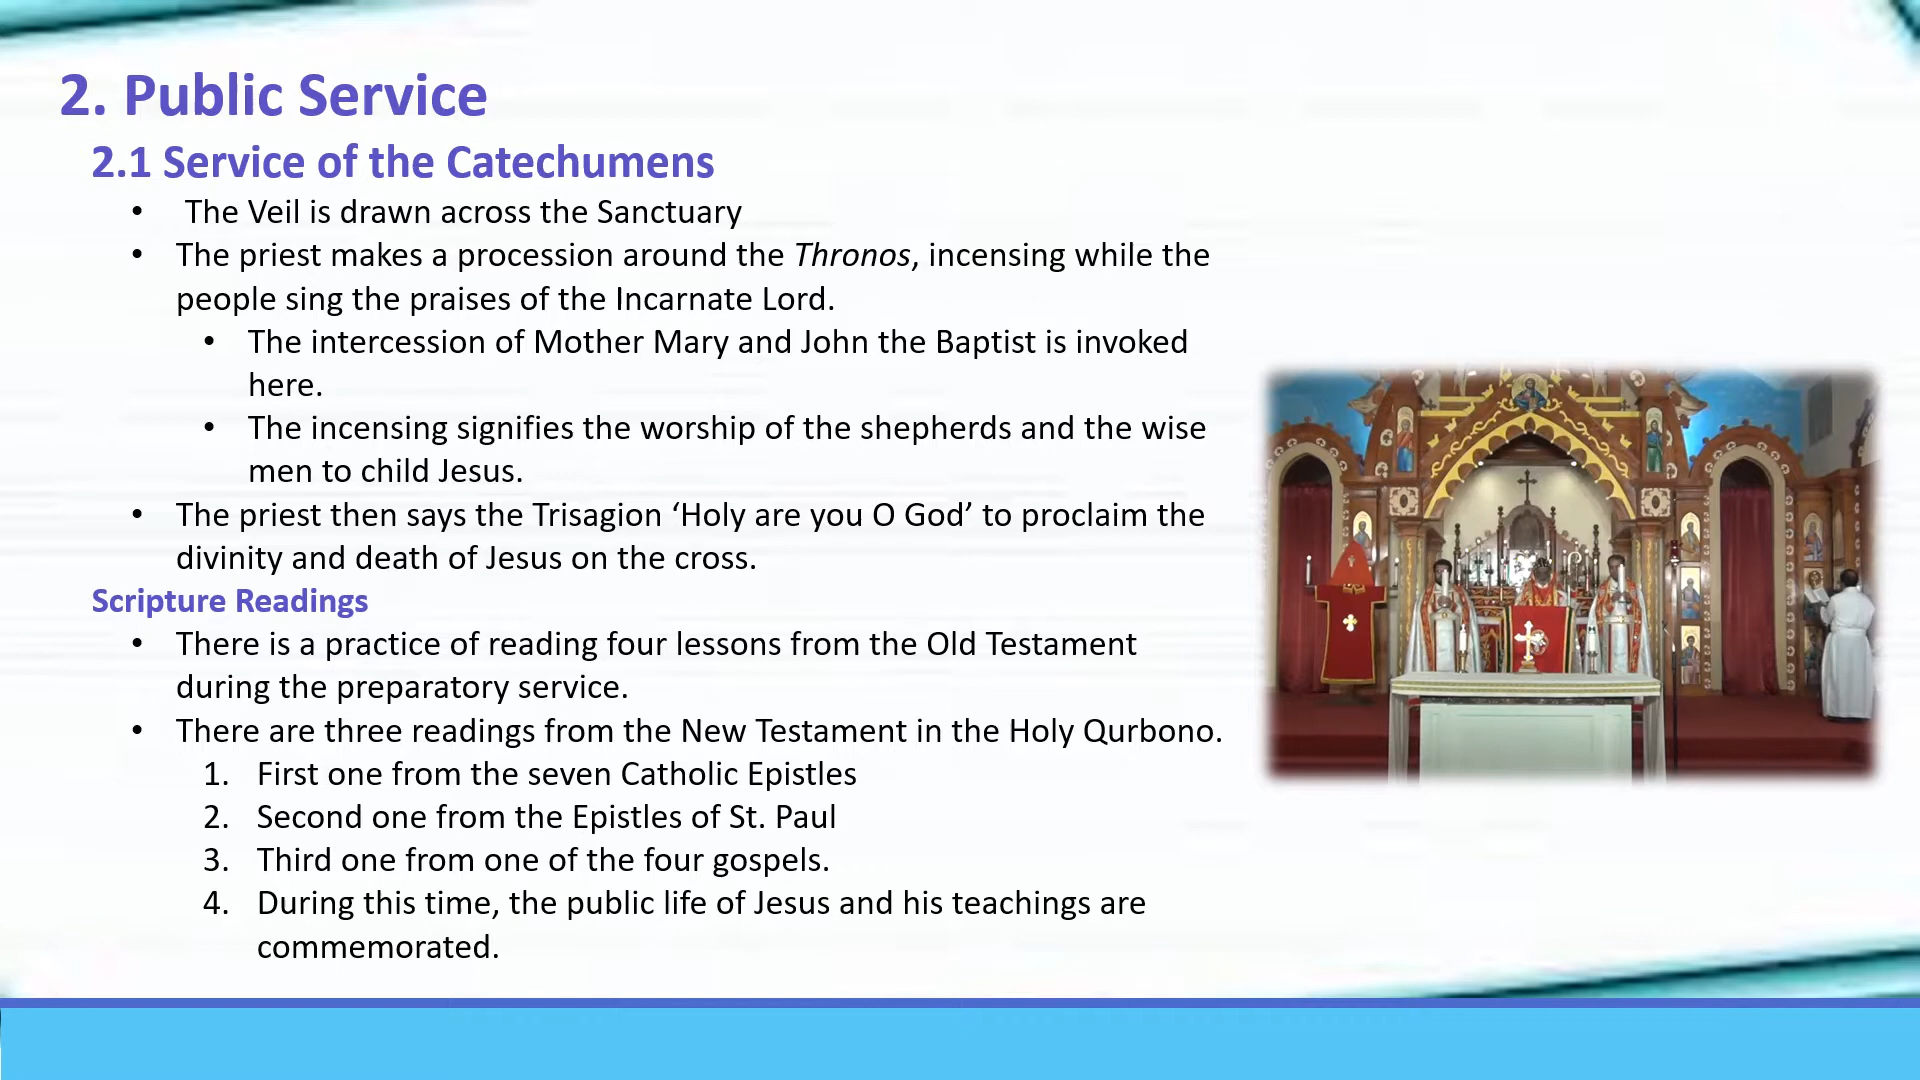 2. Public Service
2.1 Service of the Catechumens
• The Veil is drawn across the Sanctuary
• The priest makes a procession around the Thronos, incensing while the
people sing the praises of the Incarnate Lord.
• The intercession of Mother Mary and John the Baptist is invoked
here.
• The incensing signifies the worship of the shepherds and the wise
men to child Jesus.
• The priest then says the Trisagion ‘Holy are you O God’ to proclaim the
divinity and death of Jesus on the cross.
Scripture Readings
• There is a practice of reading four lessons from the Old Testament
during the preparatory service.
• There are three readings from the New Testament in the Holy Qurbono.
1. First one from the seven Catholic Epistles
2. Second one from the Epistles of St. Paul
3. Third one from one of the four gospels.
4. During this time, the public life of Jesus and his teachings are
commemorated.